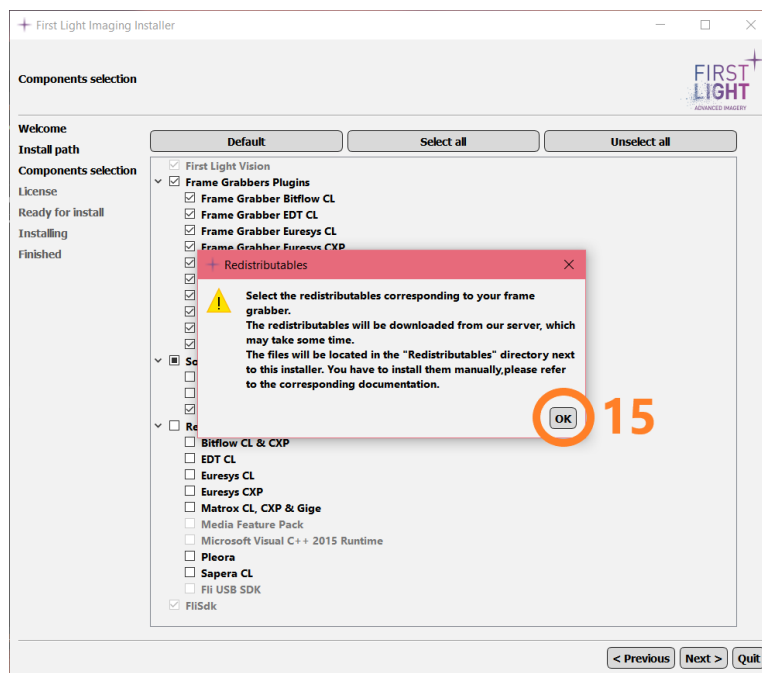 First Light Imaging Installer
Components selection
FIRST
LIGHT
ADVANCED IMAGERY
Welcome
Install path
Components selection
License
Ready for install
Installing
Finished
Default
Select all
Unselect all
First Light Vision
Frame Grabbers Plugins
Frame Grabber Bitflow CL
Frame Grabber EDT CL
Frame Grabber Euresys CL
Frame Grabber Euresys CXP
Redistributables
Select the redistributables corresponding to your frame
grabber.
The redistributables will be downloaded from our server, which
may take some time.
The files will be located in the "Redistributables" directory next
to this installer. You have to install them manually,please refer
to the corresponding documentation.
OK
15
Bitflow CL & CXP
EDT CL
Euresys CL
Euresys CXP
Matrox CL, CXP & Gige
Media Feature Pack
Microsoft Visual C++ 2015 Runtime
Pleora
Sapera CL
Fli USB SDK
FliSdk
< Previous
Next >
Quit